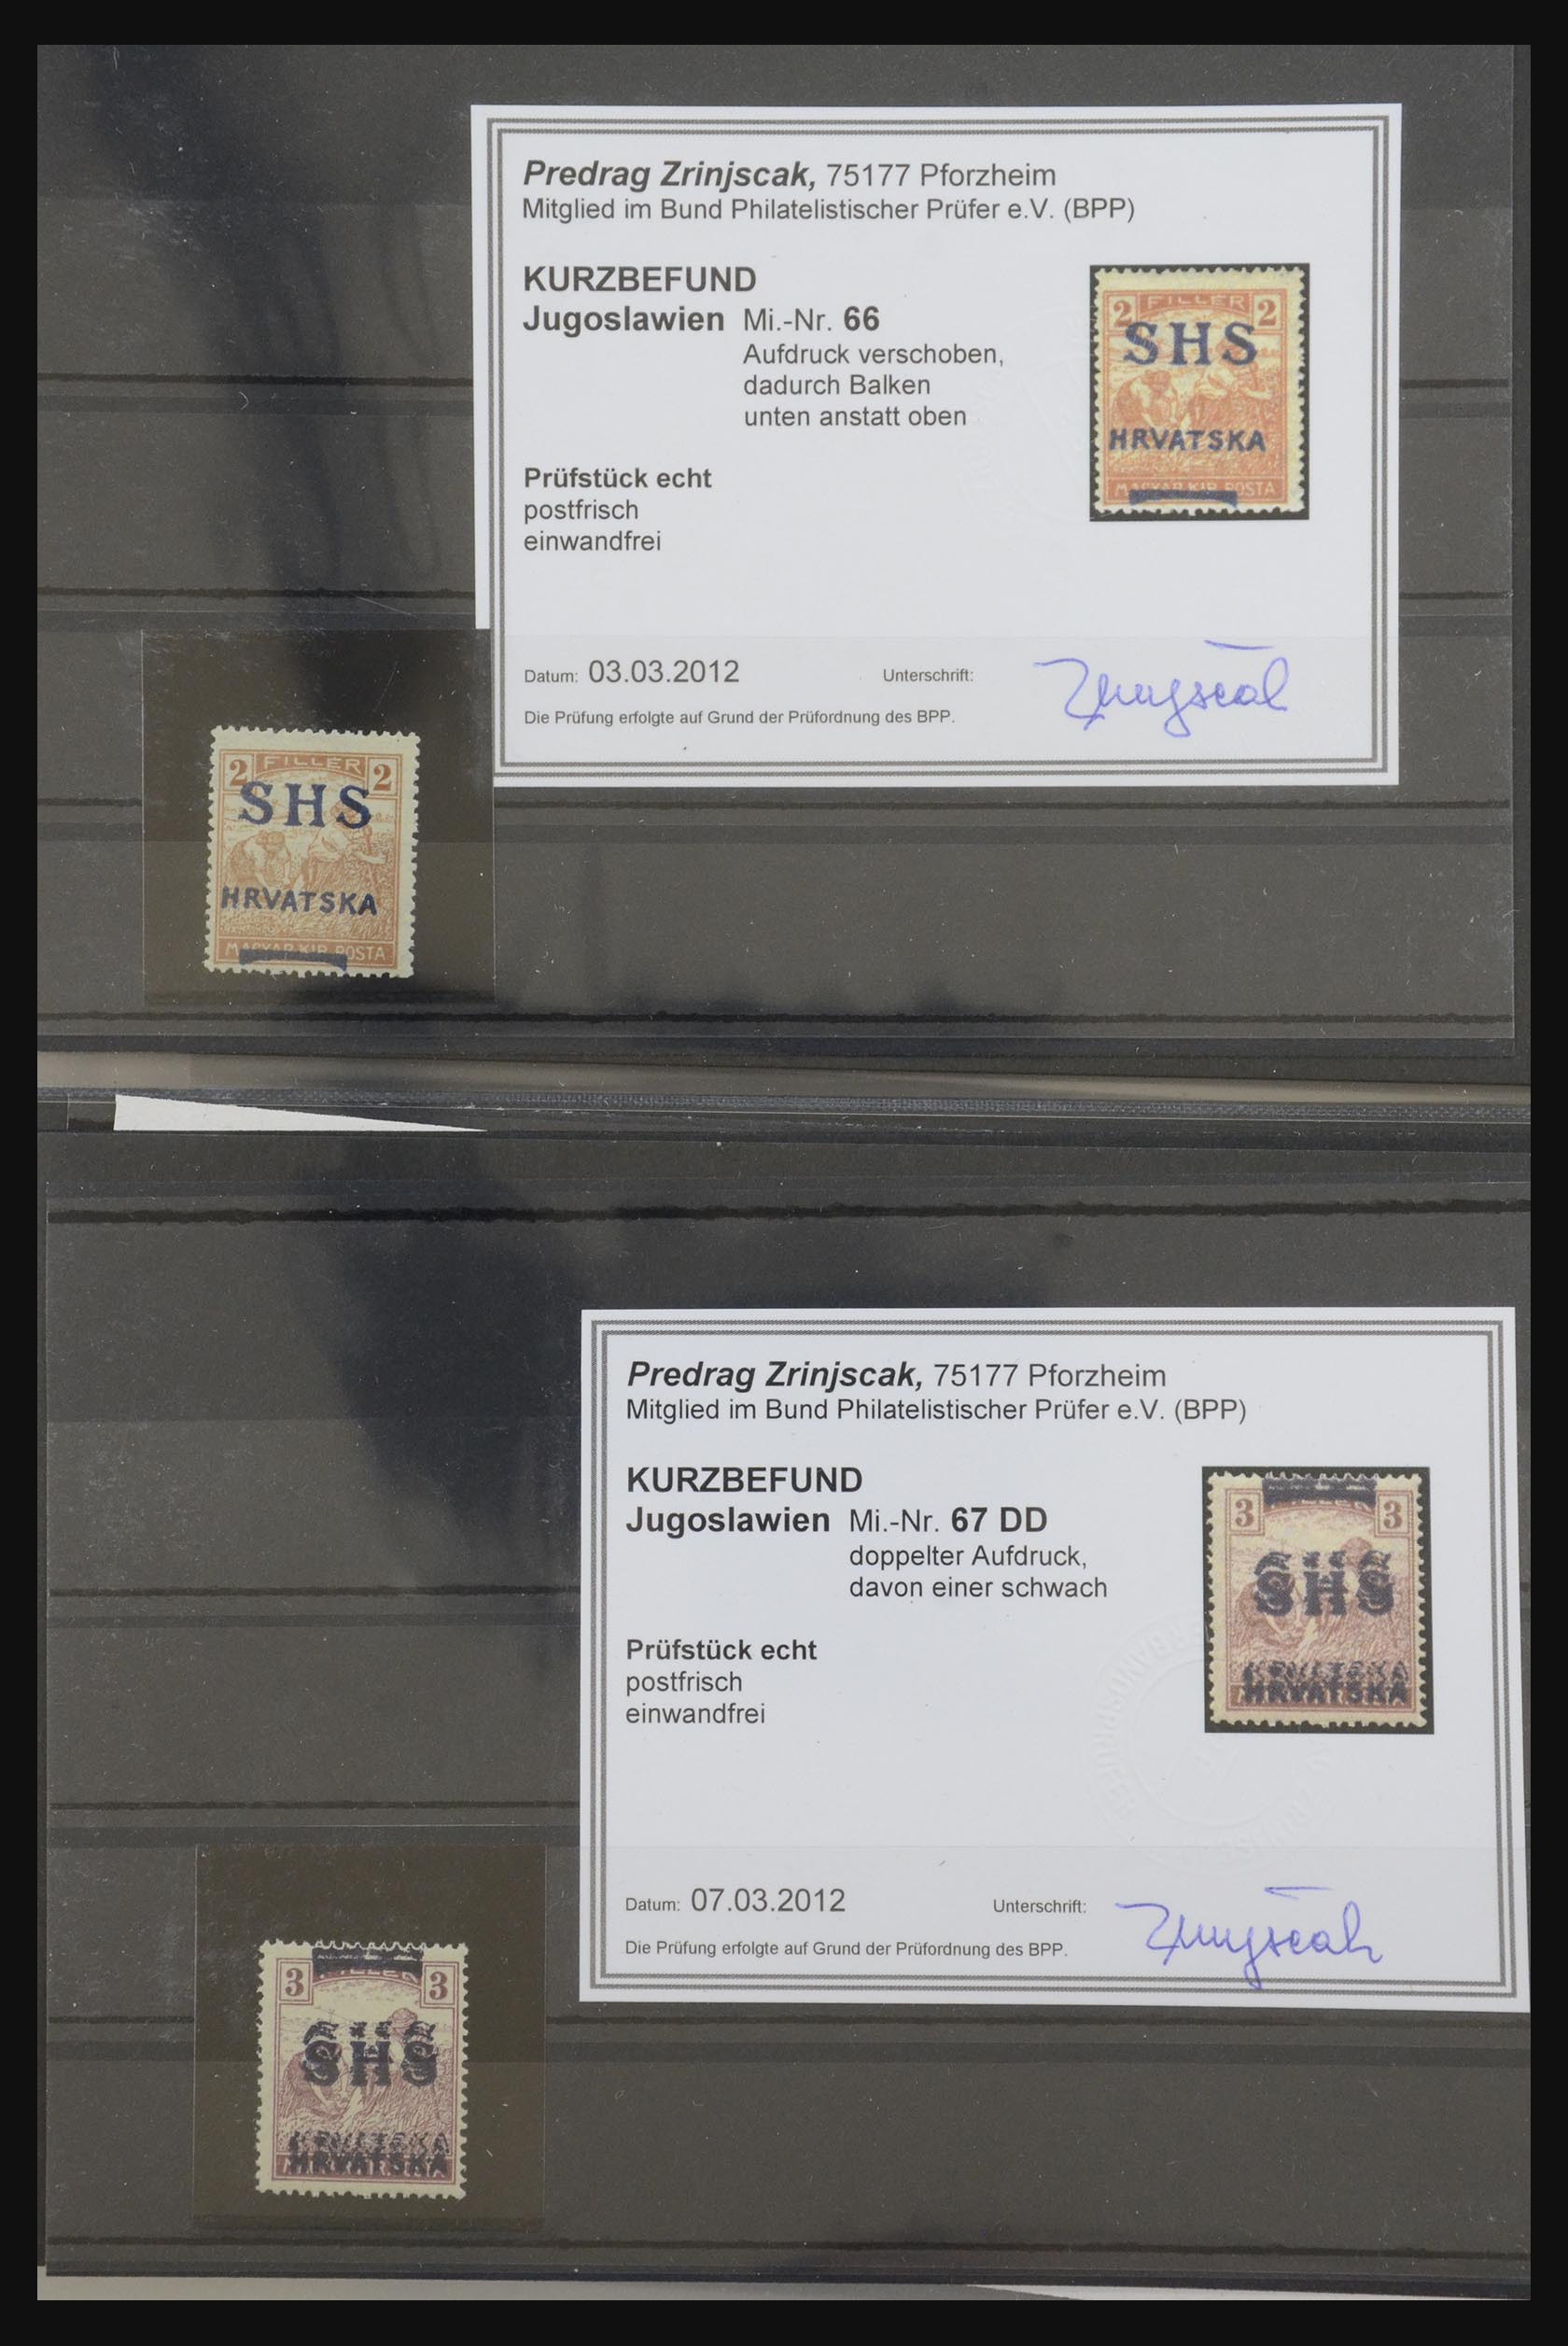 Predrag Zrinjscak, 75177 Pforzheim
Mitglied im Bund Philatelistischer Prüfer e.V. (BPP)
KURZBEFUND
Jugoslawien Mi.-Nr. 66
Aufdruck verschoben,
dadurch Balken
unten anstatt oben
Prüfstück echt
postfrisch
einwandfrei
2 FILLER 2
SHS
HRVATSKA
MAGYAR KIR. POSTA
Datum: 03.03.2012 Unterschrift:
Die Prüfung erfolgte auf Grund der Prüfordnung des BPP.
2 FILLER 2
SHS
HRVATSKA
MAGYAR KIR. POSTA
Predrag Zrinjscak, 75177 Pforzheim
Mitglied im Bund Philatelistischer Prüfer e.V. (BPP)
KURZBEFUND
Jugoslawien Mi.-Nr. 67 DD
doppelter Aufdruck,
davon einer schwach
Prüfstück echt
postfrisch
einwandfrei
3 FILLER 3
SHS
HRVATSKA
Datum: 07.03.2012 Unterschrift:
Die Prüfung erfolgte auf Grund der Prüfordnung des BPP.
3 FILLER 3
SHS
HRVATSKA